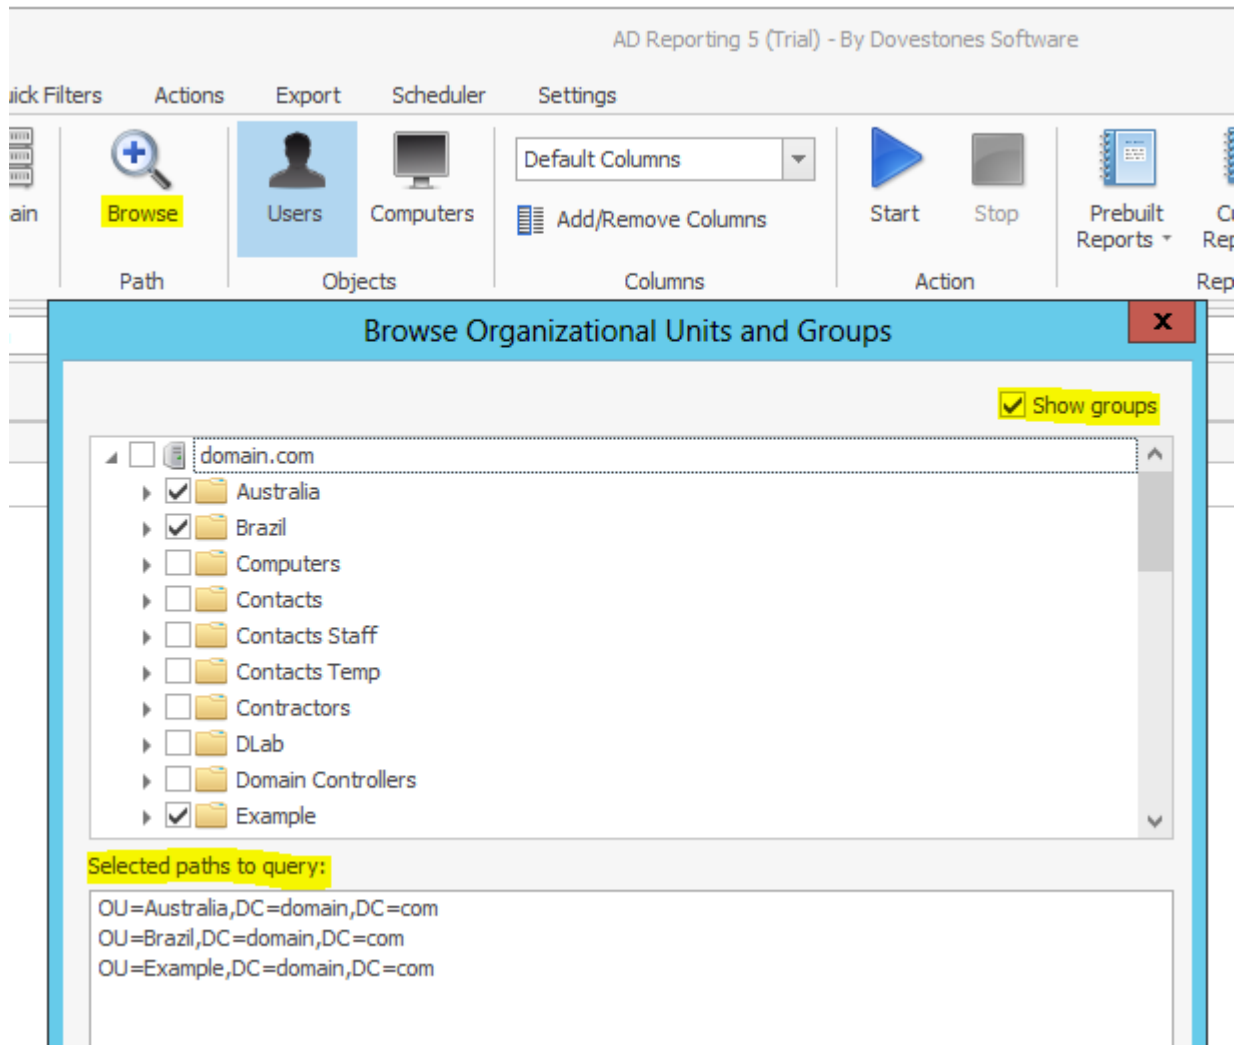 AD Reporting 5 (Trial) - By Dovestones Software
uick Filters Actions Export Scheduler Settings
Default Columns
ain Browse Users Computers Add/Remove Columns Start Stop Prebuilt Reports
Path Objects Columns Action
Browse Organizational Units and Groups
x
Show groups
domain.com
Australia
Brazil
Computers
Contacts
Contacts Staff
Contacts Temp
Contractors
DLab
Domain Controllers
Example
Selected paths to query:
OU=Australia,DC=domain,DC=com
OU=Brazil,DC=domain,DC=com
OU=Example,DC=domain,DC=com